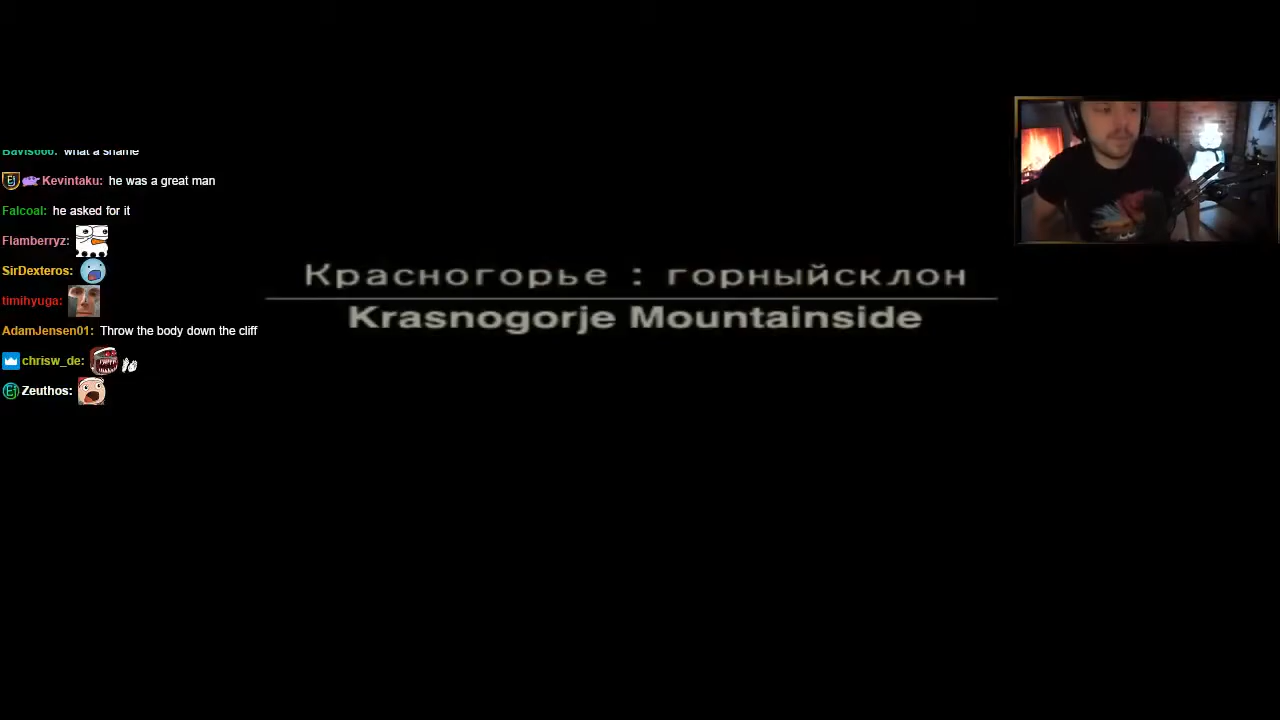 Bavis666: what a shame
Kevintaku: he was a great man
Falcoal: he asked for it
Flamberryz:
SirDexteros:
timihyuga:
AdamJensen01: Throw the body down the cliff
chrisw_de:
Zeuthos:
Красногорье : горныйсклон
Krasnogorje Mountainside